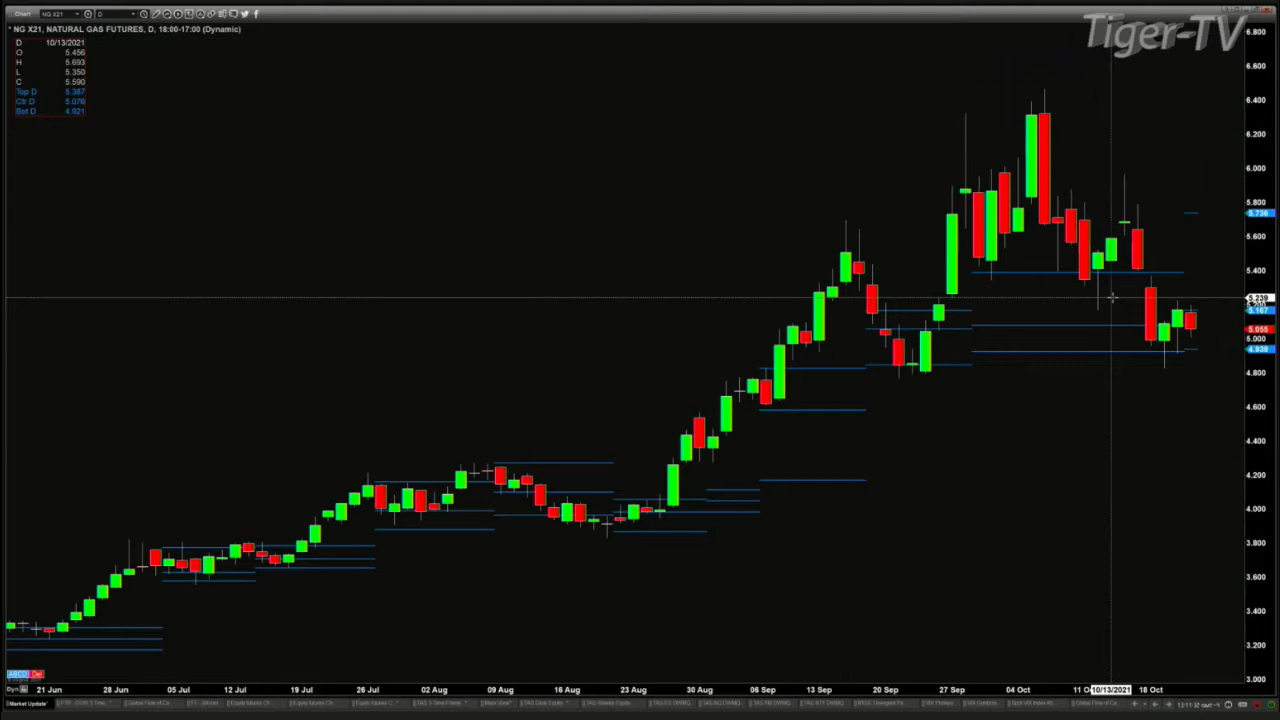 Chart NG X21 D
Tiger-TV
* NG X21, NATURAL GAS FUTURES, D, 18:00-17:00 (Dynamic)
D 10/13/2021
O 5.456
H 5.693
L 5.350
C 5.590
Top D 5.387
Ctr D 5.076
Bot D 4.921
6.800
6.600
6.400
6.200
6.000
5.800
5.736
5.600
5.400
5.239
5.167
5.055
5.000
4.939
4.800
4.600
4.400
4.200
4.000
3.800
3.600
3.400
3.200
3.000
ABCD Del
Dyn 21 Jun 28 Jun 05 Jul 12 Jul 19 Jul 26 Jul 02 Aug 09 Aug 16 Aug 23 Aug 30 Aug 06 Sep 13 Sep 20 Sep 27 Sep 04 Oct 11 O 10/13/2021 18 Oct
Market Update*